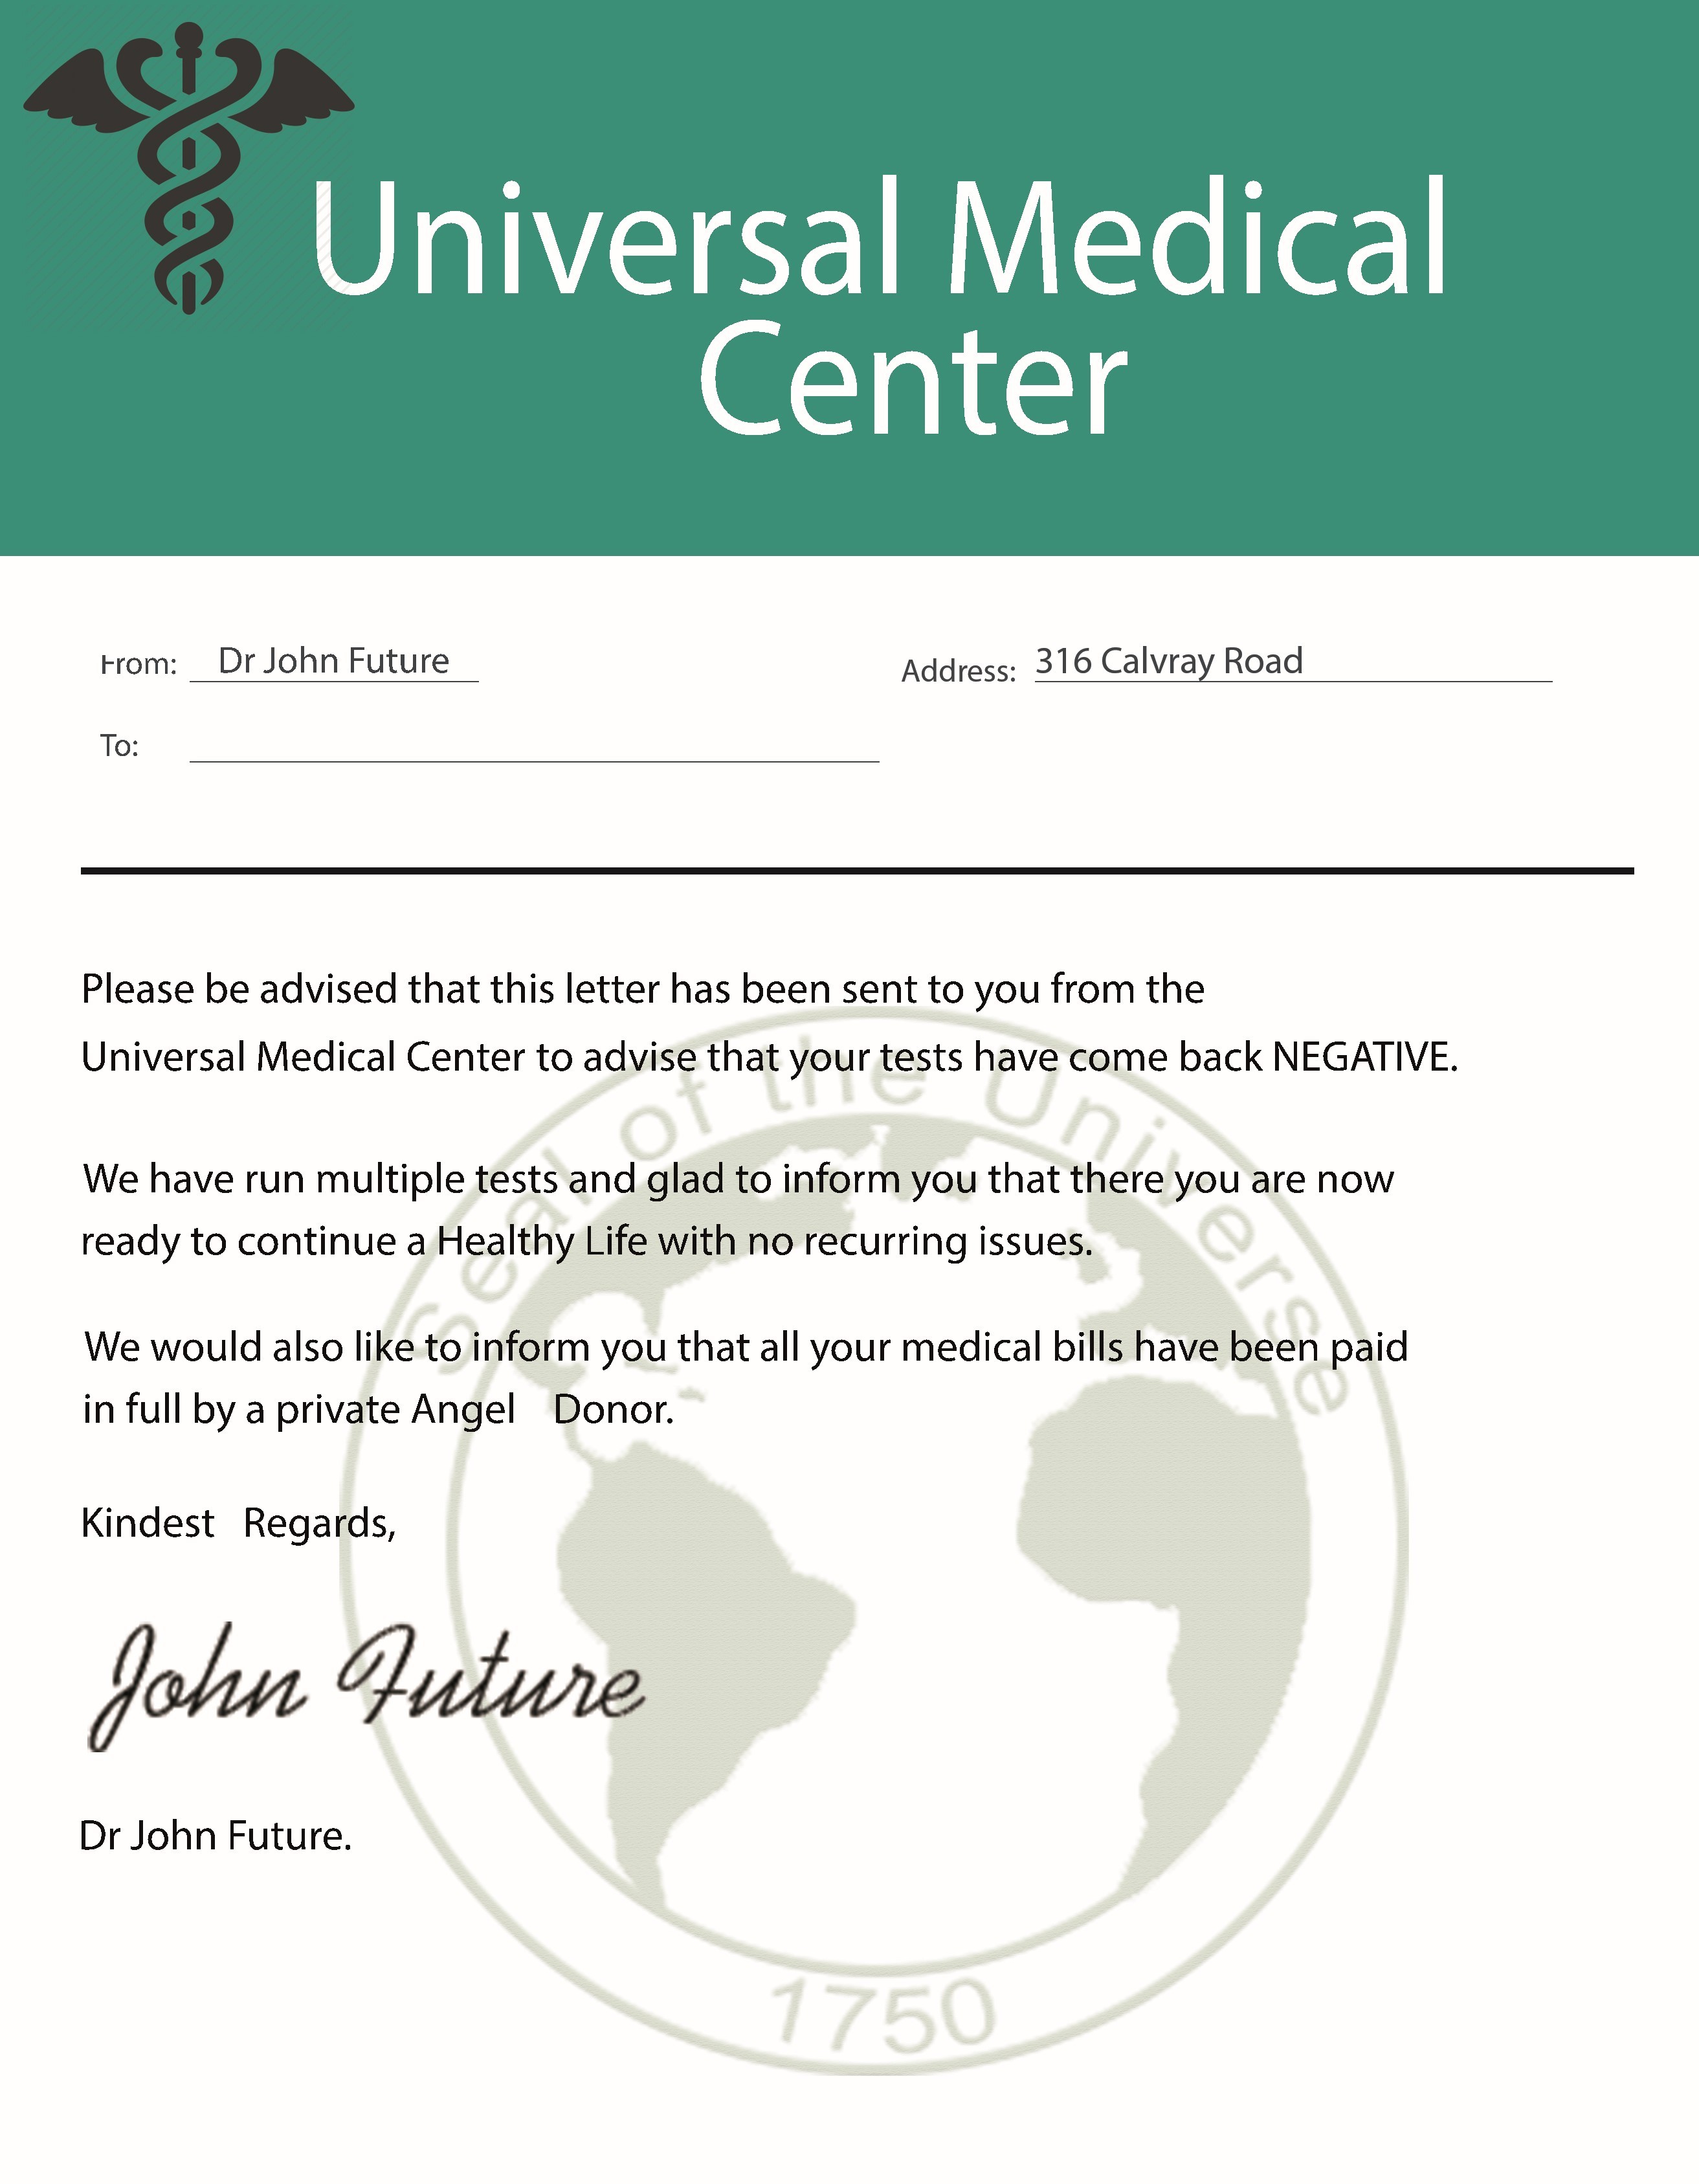 Universal Medical
Center
From: Dr John Future Address: 316 Calvray Road
To:
Please be advised that this letter has been sent to you from the
Universal Medical Center to advise that your tests have come back NEGATIVE.
We have run multiple tests and glad to inform you that there you are now
ready to continue a Healthy Life with no recurring issues.
We would also like to inform you that all your medical bills have been paid
in full by a private Angel Donor.
Kindest Regards,
John Future
Dr John Future.
Seal of the Universe
1750